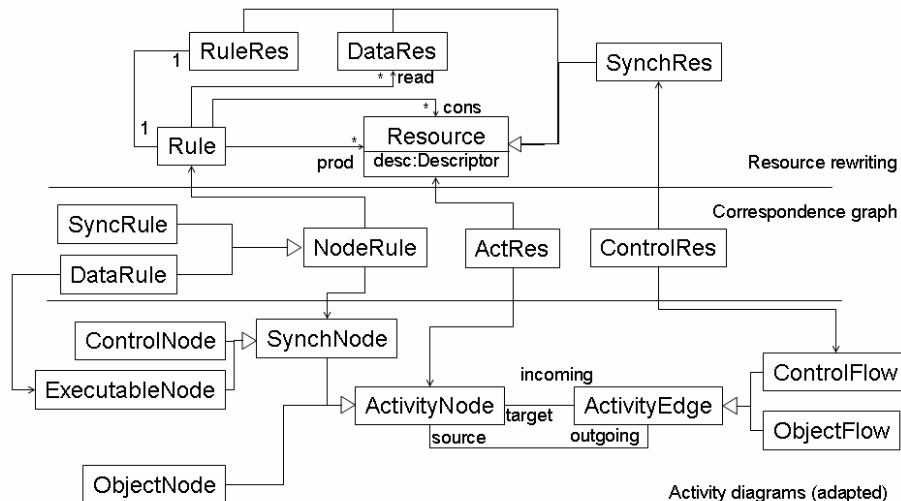 RuleRes
DataRes
SynchRes
1
* read
* cons
1
Rule
*
Resource
prod
desc:Descriptor
Resource rewriting
Correspondence graph
SyncRule
NodeRule
ActRes
ControlRes
DataRule
ControlNode
SynchNode
ExecutableNode
incoming
ControlFlow
ActivityNode
target
ActivityEdge
source
outgoing
ObjectFlow
ObjectNode
Activity diagrams (adapted)